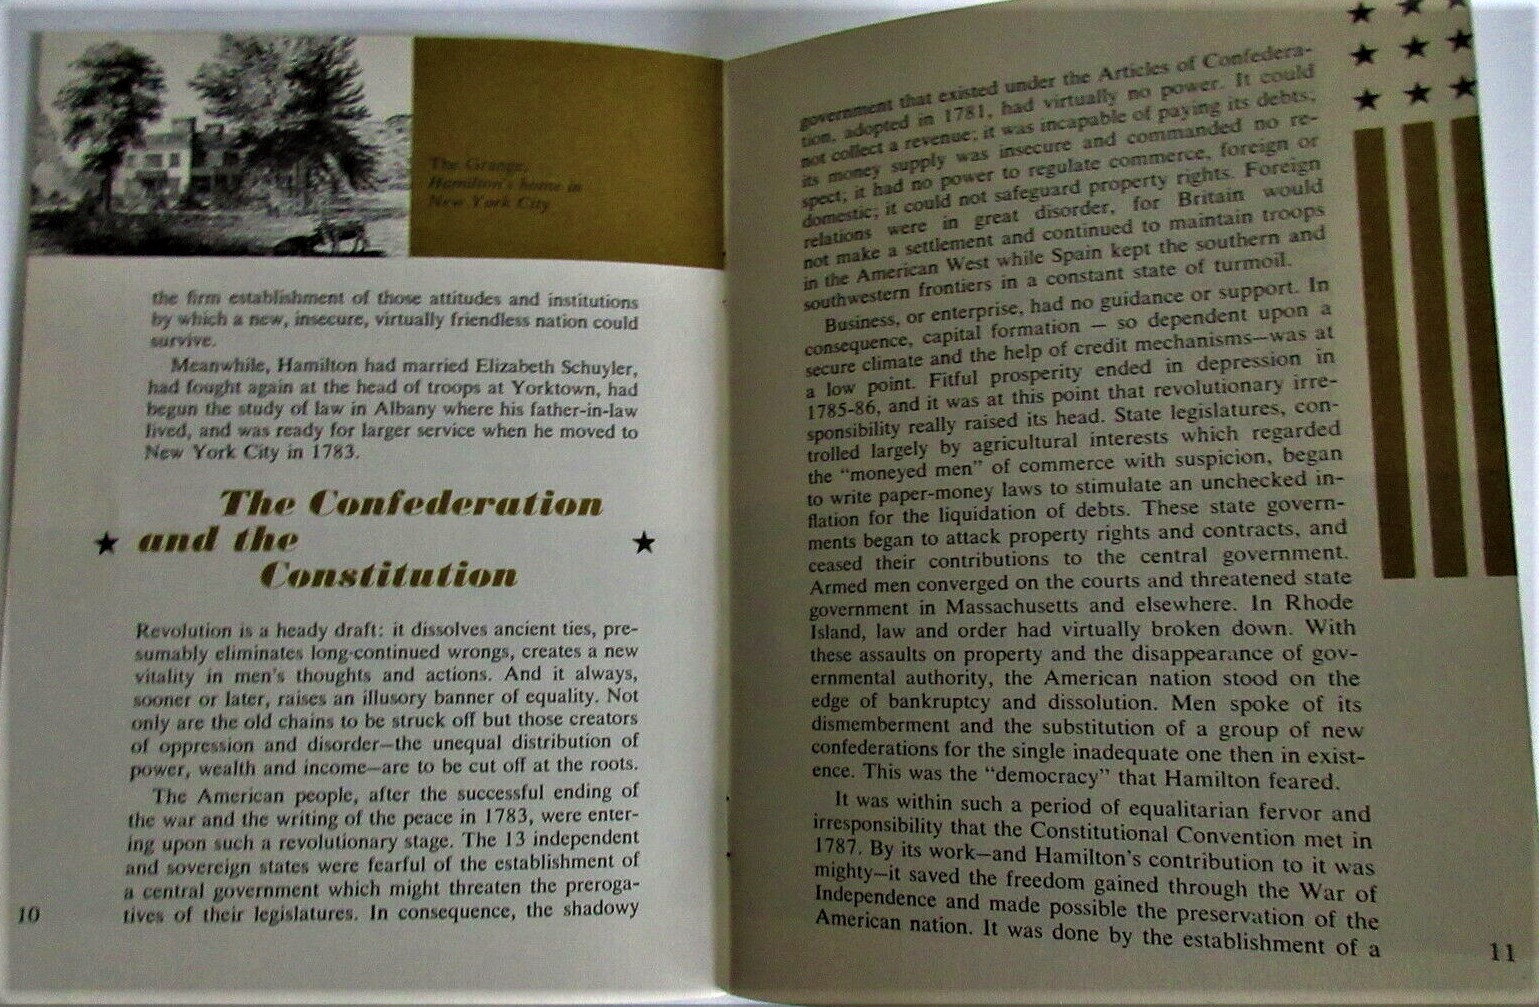 The Grange,
Hamilton's home in
New York City
the firm establishment of those attitudes and institutions
by which a new, insecure, virtually friendless nation could
survive.
Meanwhile, Hamilton had married Elizabeth Schuyler,
had fought again at the head of troops at Yorktown, had
begun the study of law in Albany where his father-in-law
lived, and was ready for larger service when he moved to
New York City in 1783.
The Confederation
and the
Constitution
Revolution is a heady draft: it dissolves ancient ties, pre-
sumably eliminates long-continued wrongs, creates a new
vitality in men's thoughts and actions. And it always,
sooner or later, raises an illusory banner of equality. Not
only are the old chains to be struck off but those creators
of oppression and disorder—the unequal distribution of
power, wealth and income—are to be cut off at the roots.
The American people, after the successful ending of
the war and the writing of the peace in 1783, were enter-
ing upon such a revolutionary stage. The 13 independent
and sovereign states were fearful of the establishment of
a central government which might threaten the preroga-
tives of their legislatures. In consequence, the shadowy
10
government that existed under the Articles of Confedera-
tion, adopted in 1781, had virtually no power. It could
not collect a revenue; it was incapable of paying its debts;
its money supply was insecure and commanded no re-
spect; it had no power to regulate commerce, foreign or
domestic; it could not safeguard property rights. Foreign
relations were in great disorder, for Britain would
not make a settlement and continued to maintain troops
in the American West while Spain kept the southern and
southwestern frontiers in a constant state of turmoil.
Business, or enterprise, had no guidance or support. In
consequence, capital formation — so dependent upon a
secure climate and the help of credit mechanisms—was at
a low point. Fitful prosperity ended in depression in
1785-86, and it was at this point that revolutionary irre-
sponsibility really raised its head. State legislatures, con-
trolled largely by agricultural interests which regarded
the "moneyed men" of commerce with suspicion, began
to write paper-money laws to stimulate an unchecked in-
flation for the liquidation of debts. These state govern-
ments began to attack property rights and contracts, and
ceased their contributions to the central government.
Armed men converged on the courts and threatened state
government in Massachusetts and elsewhere. In Rhode
Island, law and order had virtually broken down. With
these assaults on property and the disappearance of gov-
ernmental authority, the American nation stood on the
edge of bankruptcy and dissolution. Men spoke of its
dismemberment and the substitution of a group of new
confederations for the single inadequate one then in exist-
ence. This was the "democracy" that Hamilton feared.
It was within such a period of equalitarian fervor and
irresponsibility that the Constitutional Convention met in
1787. By its work—and Hamilton's contribution to it was
mighty—it saved the freedom gained through the War of
Independence and made possible the preservation of the
American nation. It was done by the establishment of a
11